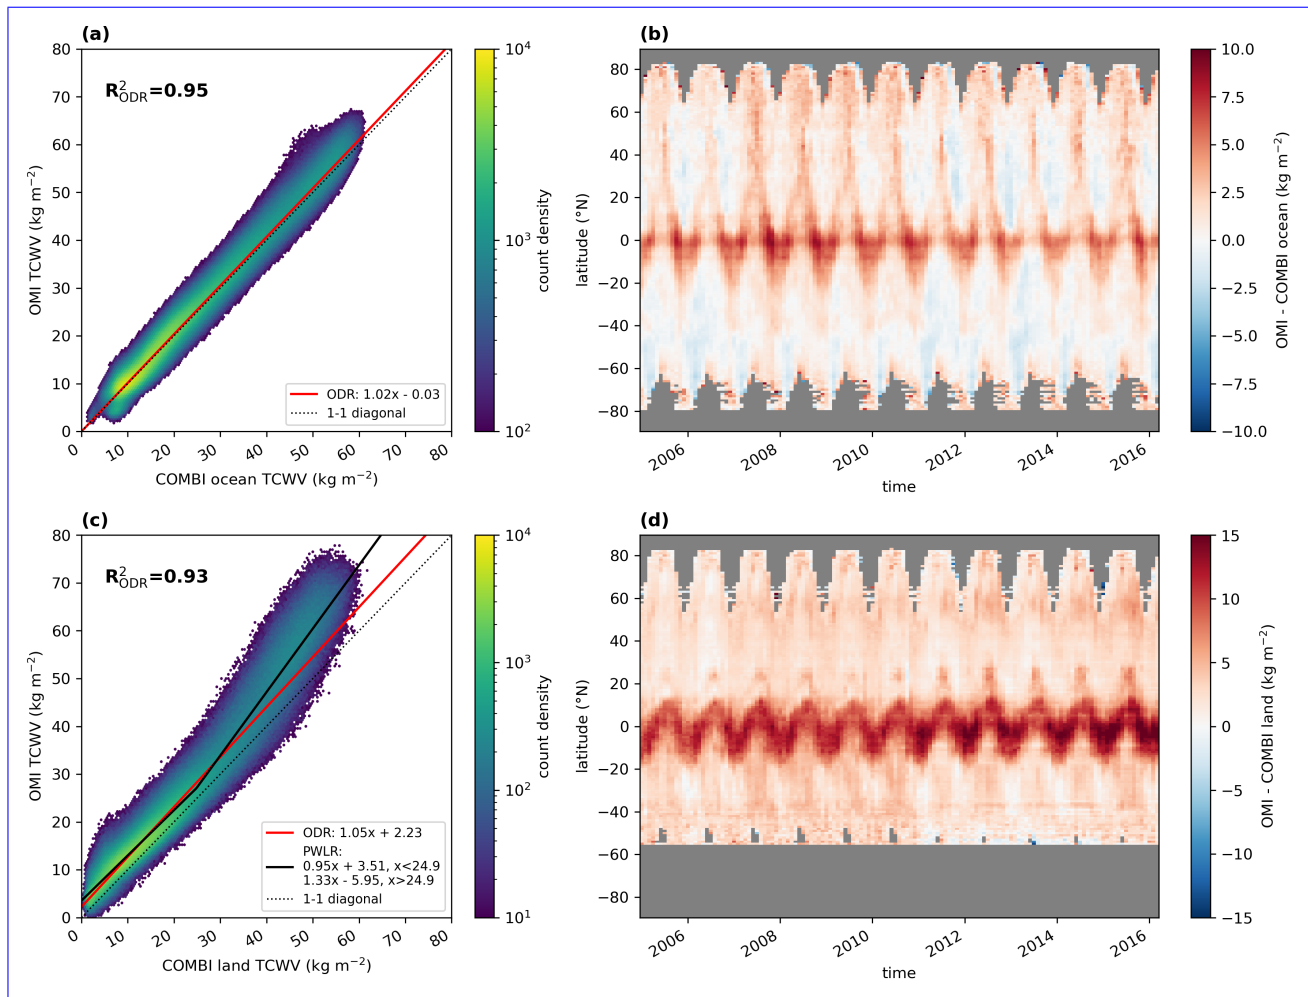 (a)
R²_ODR=0.95
80
70
60
50
40
30
20
10
0
OMI TCWV (kg m⁻²)
0 10 20 30 40 50 60 70 80
COMBI ocean TCWV (kg m⁻²)
ODR: 1.02x - 0.03
1-1 diagonal
10⁴
10³
10²
count density
(b)
80
60
40
20
0
−20
−40
−60
−80
latitude (°N)
2006 2008 2010 2012 2014 2016
time
10.0
7.5
5.0
2.5
0.0
−2.5
−5.0
−7.5
−10.0
OMI - COMBI ocean (kg m⁻²)
(c)
R²_ODR=0.93
80
70
60
50
40
30
20
10
0
OMI TCWV (kg m⁻²)
0 10 20 30 40 50 60 70 80
COMBI land TCWV (kg m⁻²)
ODR: 1.05x + 2.23
PWLR:
0.95x + 3.51, x<24.9
1.33x - 5.95, x>24.9
1-1 diagonal
10⁴
10³
10²
10¹
count density
(d)
80
60
40
20
0
−20
−40
−60
−80
latitude (°N)
2006 2008 2010 2012 2014 2016
time
15
10
5
0
−5
−10
−15
OMI - COMBI land (kg m⁻²)